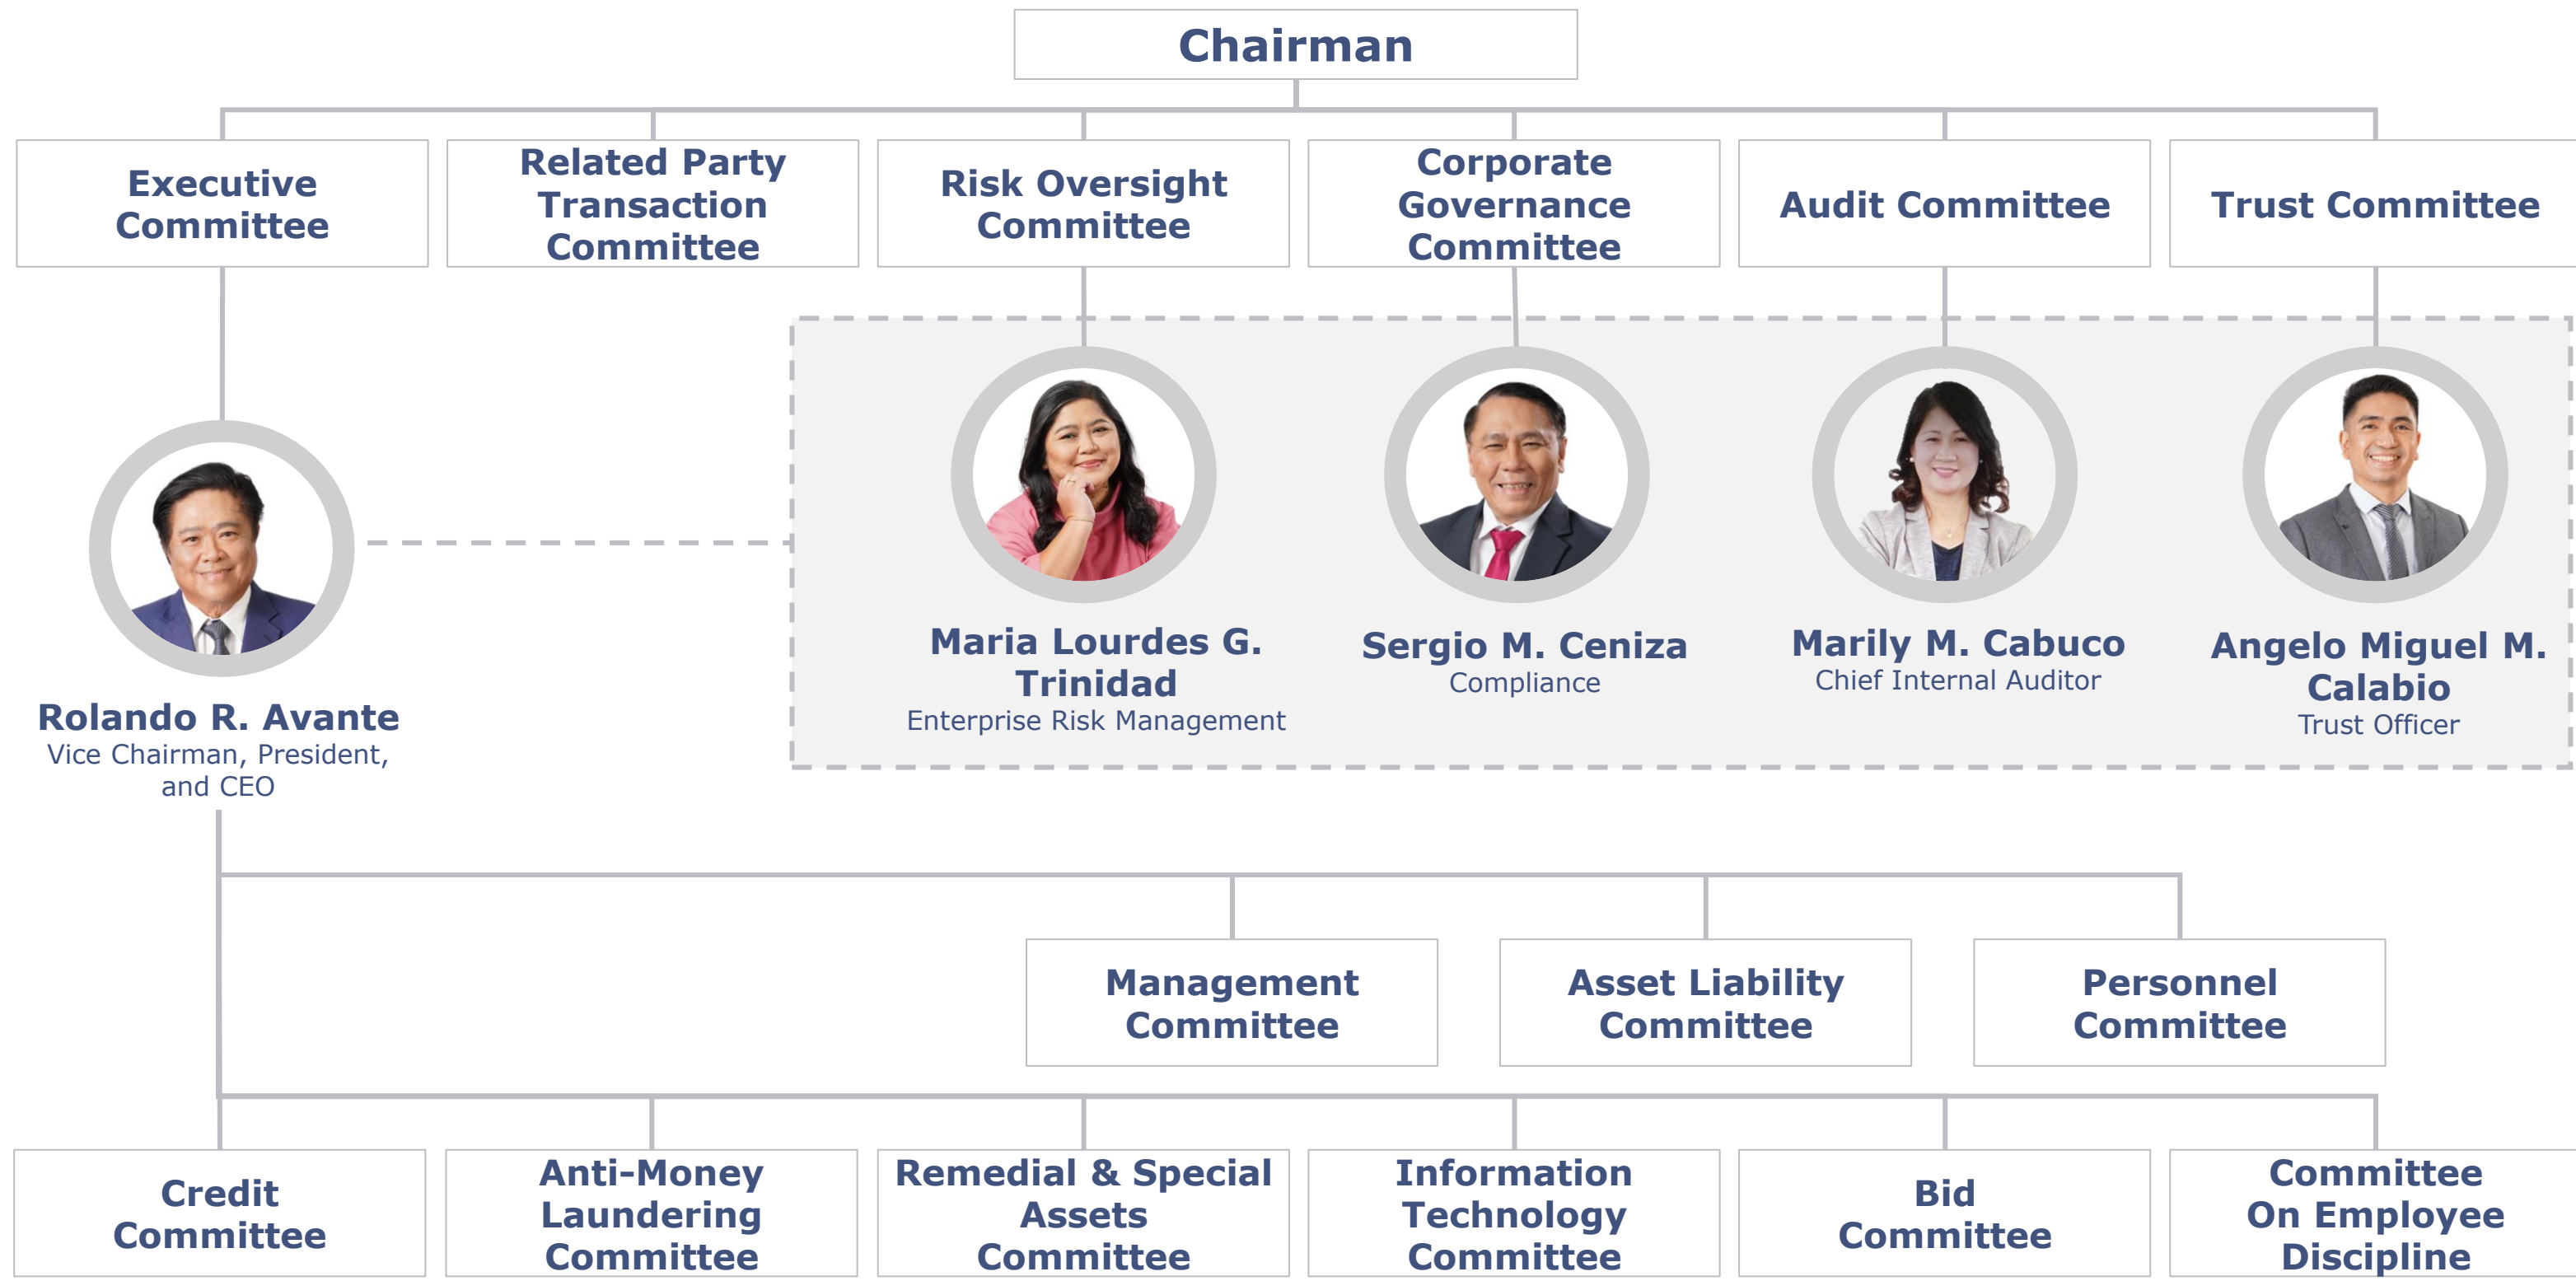 Chairman
Executive
Committee
Related Party
Transaction
Committee
Risk Oversight
Committee
Corporate
Governance
Committee
Audit Committee
Trust Committee
Rolando R. Avante
Vice Chairman, President,
and CEO
Maria Lourdes G.
Trinidad
Enterprise Risk Management
Sergio M. Ceniza
Compliance
Marily M. Cabuco
Chief Internal Auditor
Angelo Miguel M.
Calabio
Trust Officer
Management
Committee
Asset Liability
Committee
Personnel
Committee
Credit
Committee
Anti-Money
Laundering
Committee
Remedial & Special
Assets
Committee
Information
Technology
Committee
Bid
Committee
Committee
On Employee
Discipline